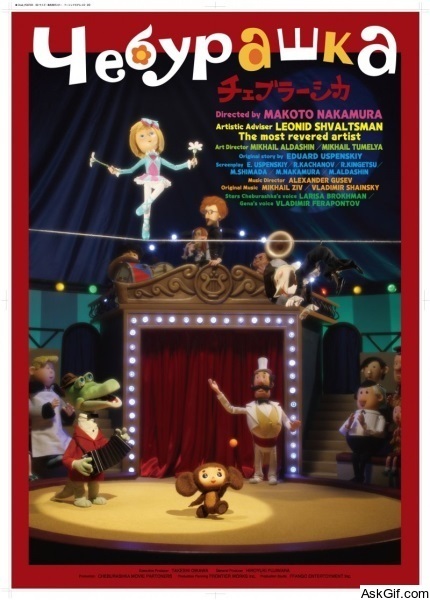 Чебурашка
チェブラーシカ
Directed by MAKOTO NAKAMURA
Artistic Adviser LEONID SHVALTSMAN
The most revered artist
Art Director MIKHAIL ALDASHIN / MIKHAIL TUMELYA
Original story by EDUARD USPENSKIY
Screenplay E. USPENSKIY / R.KACHANOV / R.KINGETSU /
M.SHIMADA / M.NAKAMURA / M.ALDASHIN
Music Director ALEXANDER GUSEV
Original Music MIKHAIL ZIV / VLADIMIR SHAINSKY
Stars Cheburashka's voice LARISA BROKHMAN /
Gena's voice VLADIMIR FERAPONTOV
AskGif.com